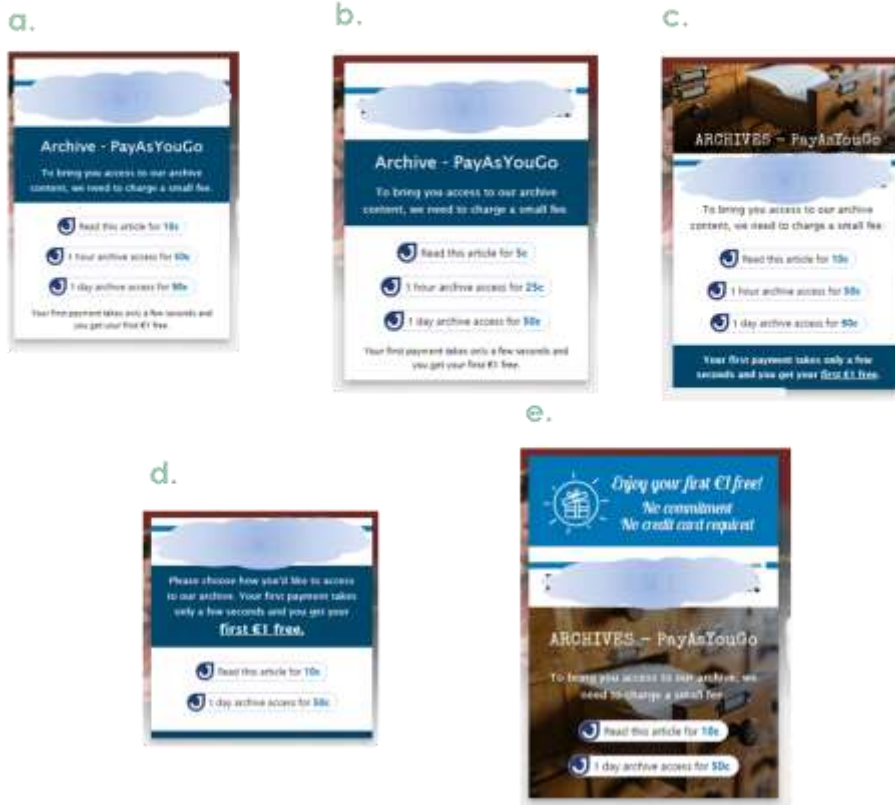 a.
Archive - PayAsYouGo
To bring you access to our archive
content, we need to charge a small fee.
Read this article for 10c
1 hour archive access for 50c
1 day archive access for 90c
Your first payment takes only a few seconds and
you get your first €1 free.
b.
Archive - PayAsYouGo
To bring you access to our archive
content, we need to charge a small fee.
Read this article for 5c
1 hour archive access for 25c
1 day archive access for 50c
Your first payment takes only a few seconds and
you get your first €1 free.
c.
ARCHIVES - PayAsYouGo
To bring you access to our archive
content, we need to charge a small fee.
Read this article for 10c
1 hour archive access for 50c
1 day archive access for 90c
Your first payment takes only a few
seconds and you get your first €1 free.
d.
Please choose how you'd like to access
to our archive. Your first payment takes
only a few seconds and you get your
first €1 free.
Read this article for 10c
1 day archive access for 50c
e.
Enjoy your first €1 free!
No commitment
No credit card required
ARCHIVES - PayAsYouGo
To bring you access to our archive, we
need to charge a small fee
Read this article for 10c
1 day archive access for 50c